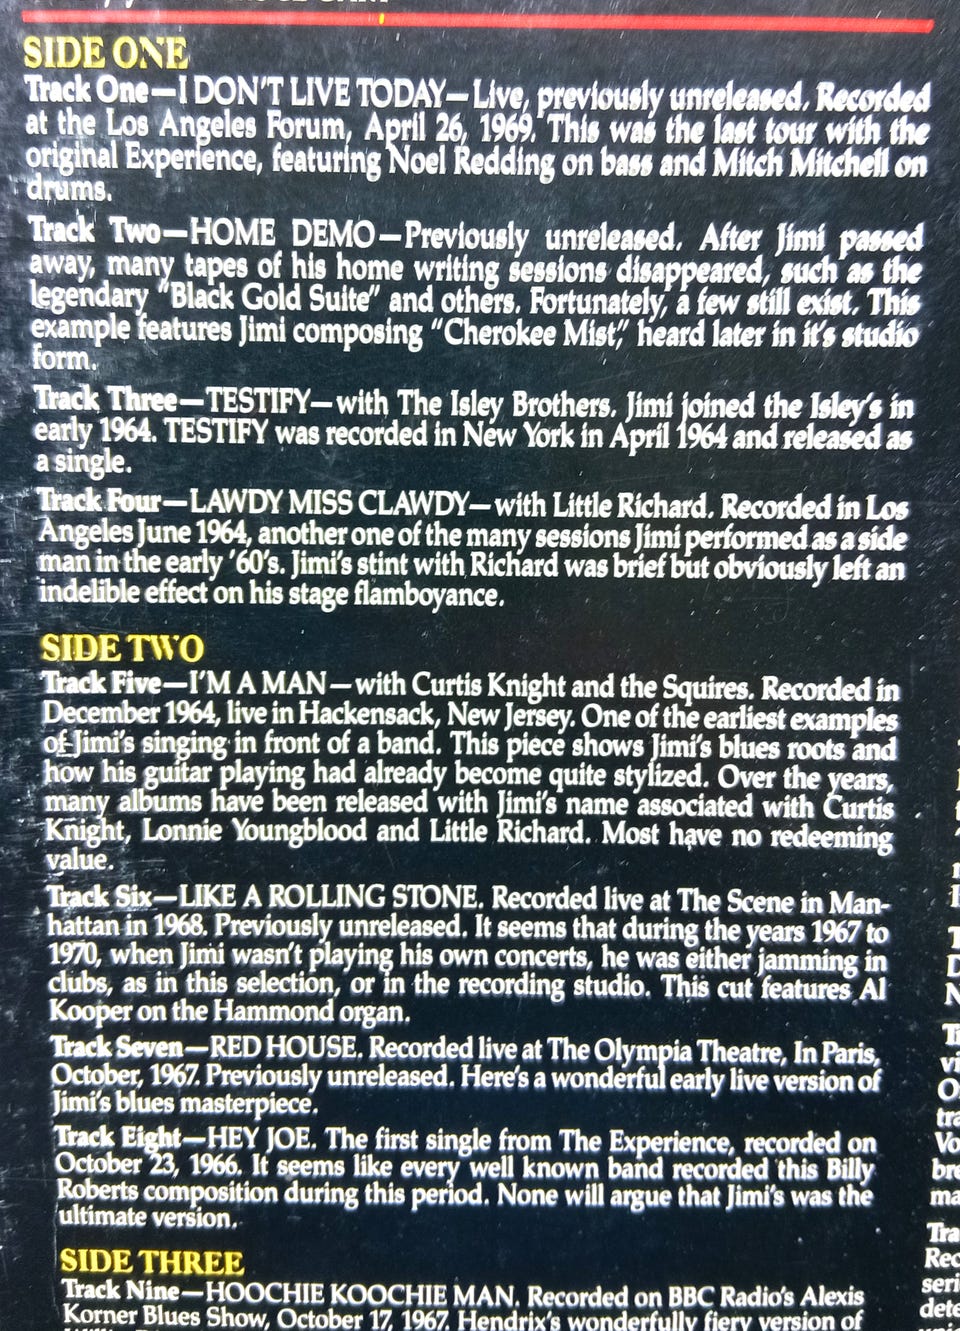 SIDE ONE
Track One—I DON'T LIVE TODAY—Live, previously unreleased. Recorded
at the Los Angeles Forum, April 26, 1969. This was the last tour with the
original Experience, featuring Noel Redding on bass and Mitch Mitchell on
drums.
Track Two—HOME DEMO—Previously unreleased. After Jimi passed
away, many tapes of his home writing sessions disappeared, such as the
legendary "Black Gold Suite" and others. Fortunately, a few still exist. This
example features Jimi composing "Cherokee Mist," heard later in it's studio
form.
Track Three—TESTIFY—with The Isley Brothers. Jimi joined the Isley's in
early 1964. TESTIFY was recorded in New York in April 1964 and released as
a single.
Track Four—LAWDY MISS CLAWDY—with Little Richard. Recorded in Los
Angeles June 1964, another one of the many sessions Jimi performed as a side
man in the early '60's. Jimi's stint with Richard was brief but obviously left an
indelible effect on his stage flamboyance.
SIDE TWO
Track Five—I'M A MAN—with Curtis Knight and the Squires. Recorded in
December 1964, live in Hackensack, New Jersey. One of the earliest examples
of Jimi's singing in front of a band. This piece shows Jimi's blues roots and
how his guitar playing had already become quite stylized. Over the years,
many albums have been released with Jimi's name associated with Curtis
Knight, Lonnie Youngblood and Little Richard. Most have no redeeming
value.
Track Six—LIKE A ROLLING STONE. Recorded live at The Scene in Man-
hattan in 1968. Previously unreleased. It seems that during the years 1967 to
1970, when Jimi wasn't playing his own concerts, he was either jamming in
clubs, as in this selection, or in the recording studio. This cut features Al
Kooper on the Hammond organ.
Track Seven—RED HOUSE. Recorded live at The Olympia Theatre, In Paris,
October, 1967. Previously unreleased. Here's a wonderful early live version of
Jimi's blues masterpiece.
Track Eight—HEY JOE. The first single from The Experience, recorded on
October 23, 1966. It seems like every well known band recorded this Billy
Roberts composition during this period. None will argue that Jimi's was the
ultimate version.
SIDE THREE
Track Nine—HOOCHIE KOOCHIE MAN. Recorded on BBC Radio's Alexis
Korner Blues Show, October 17, 1967. Hendrix's wonderfully fiery version of